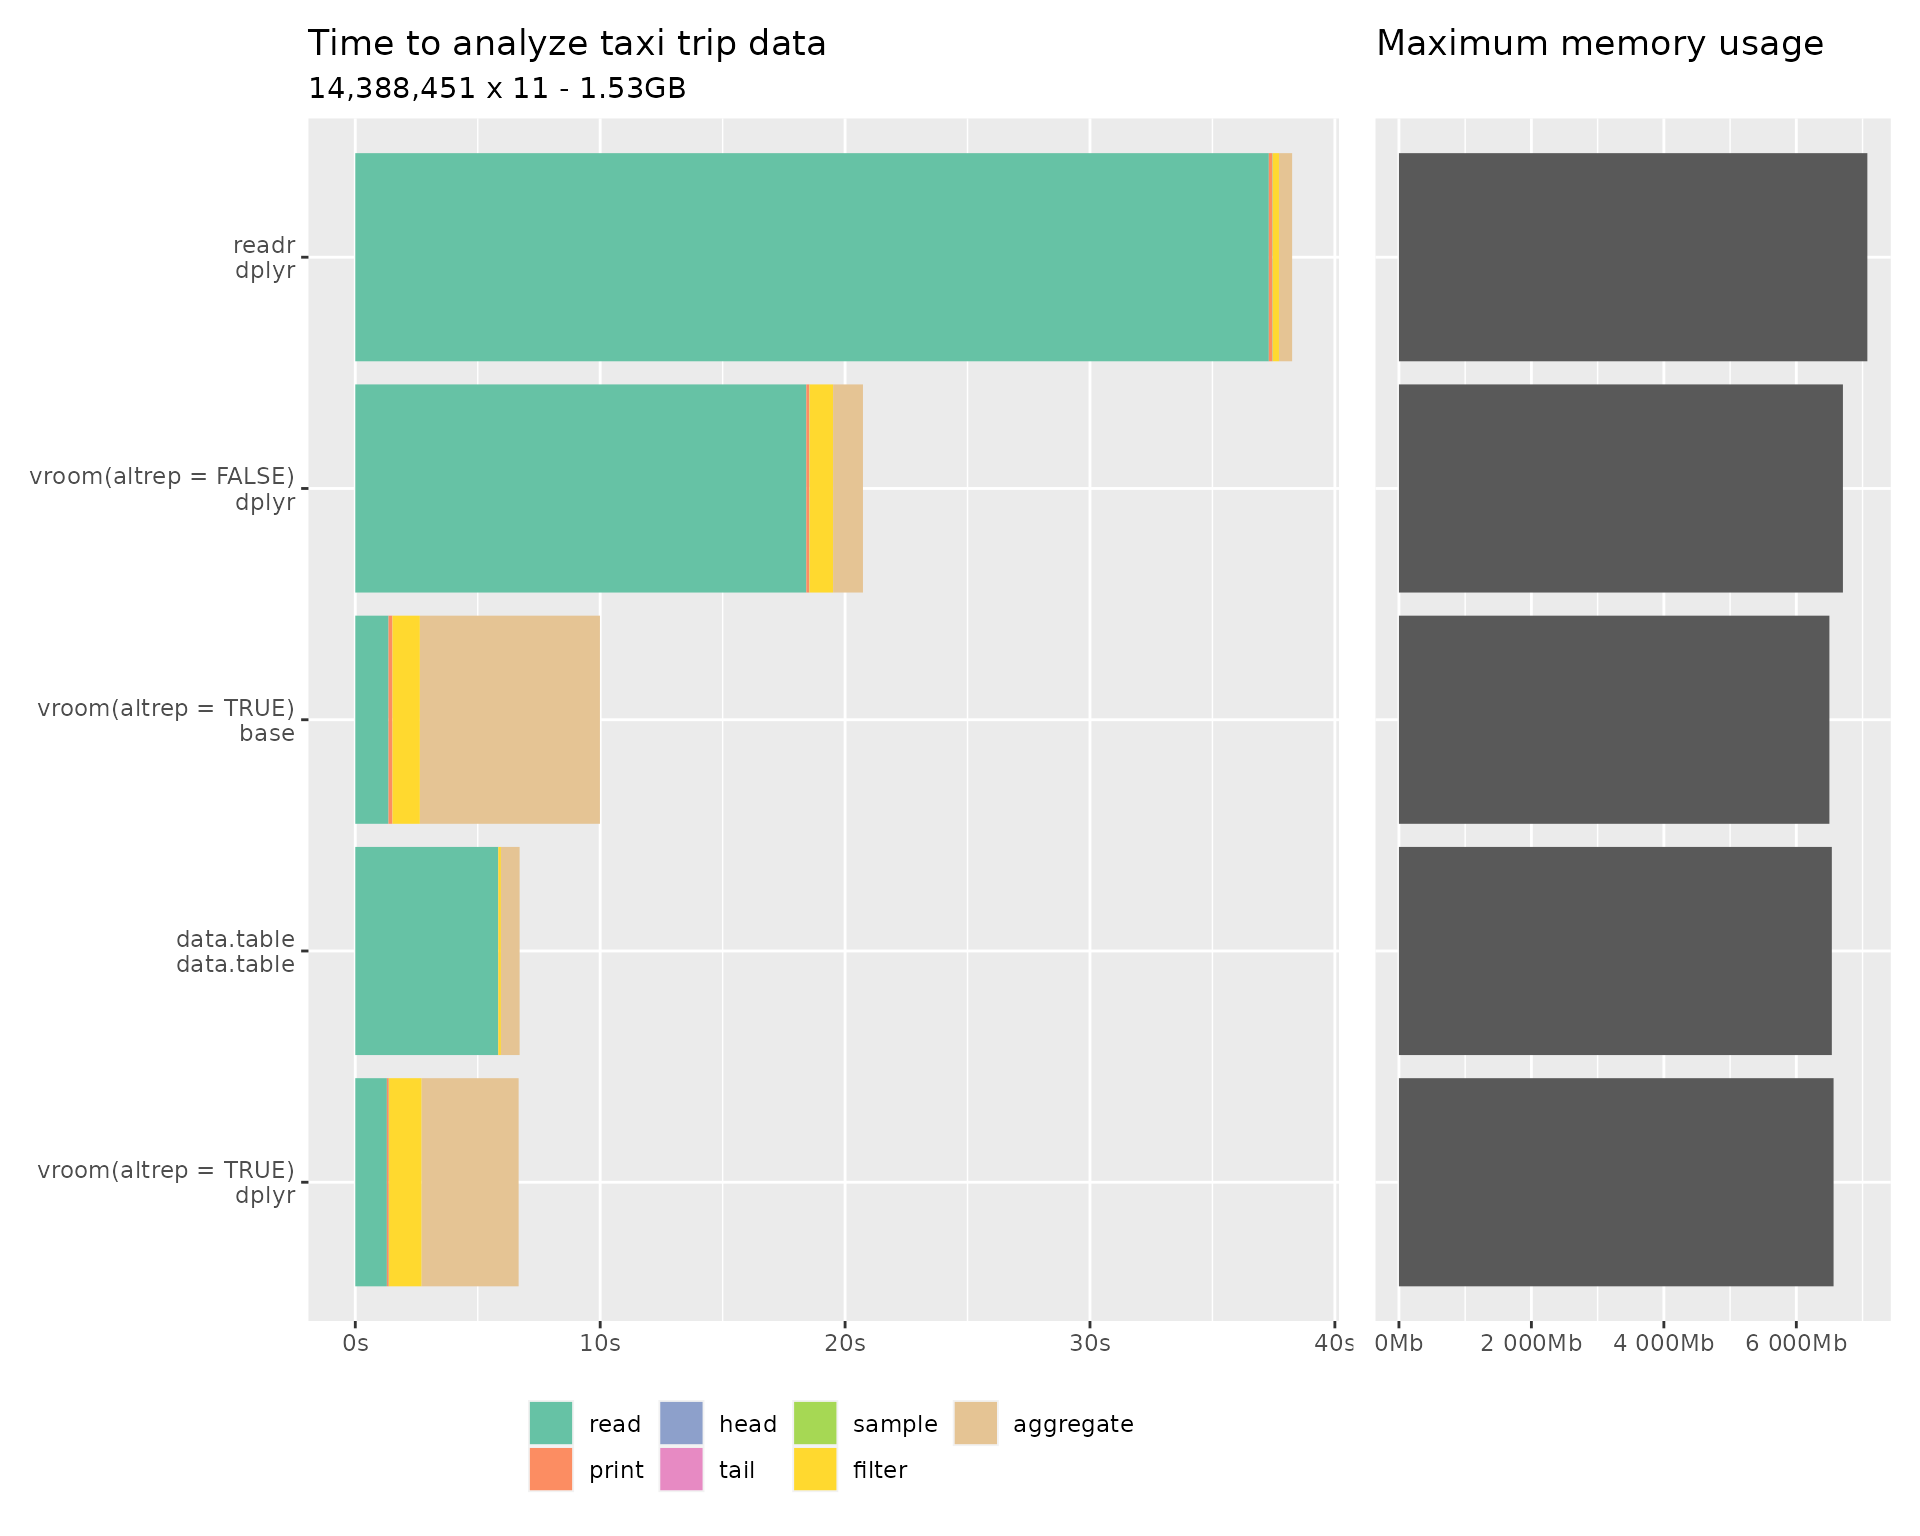 Time to analyze taxi trip data
14,388,451 x 11 - 1.53GB
Maximum memory usage
readr
dplyr
vroom(altrep = FALSE)
dplyr
vroom(altrep = TRUE)
base
data.table
data.table
vroom(altrep = TRUE)
dplyr
0s 10s 20s 30s 40s
0Mb 2 000Mb 4 000Mb 6 000Mb
read head sample aggregate
print tail filter